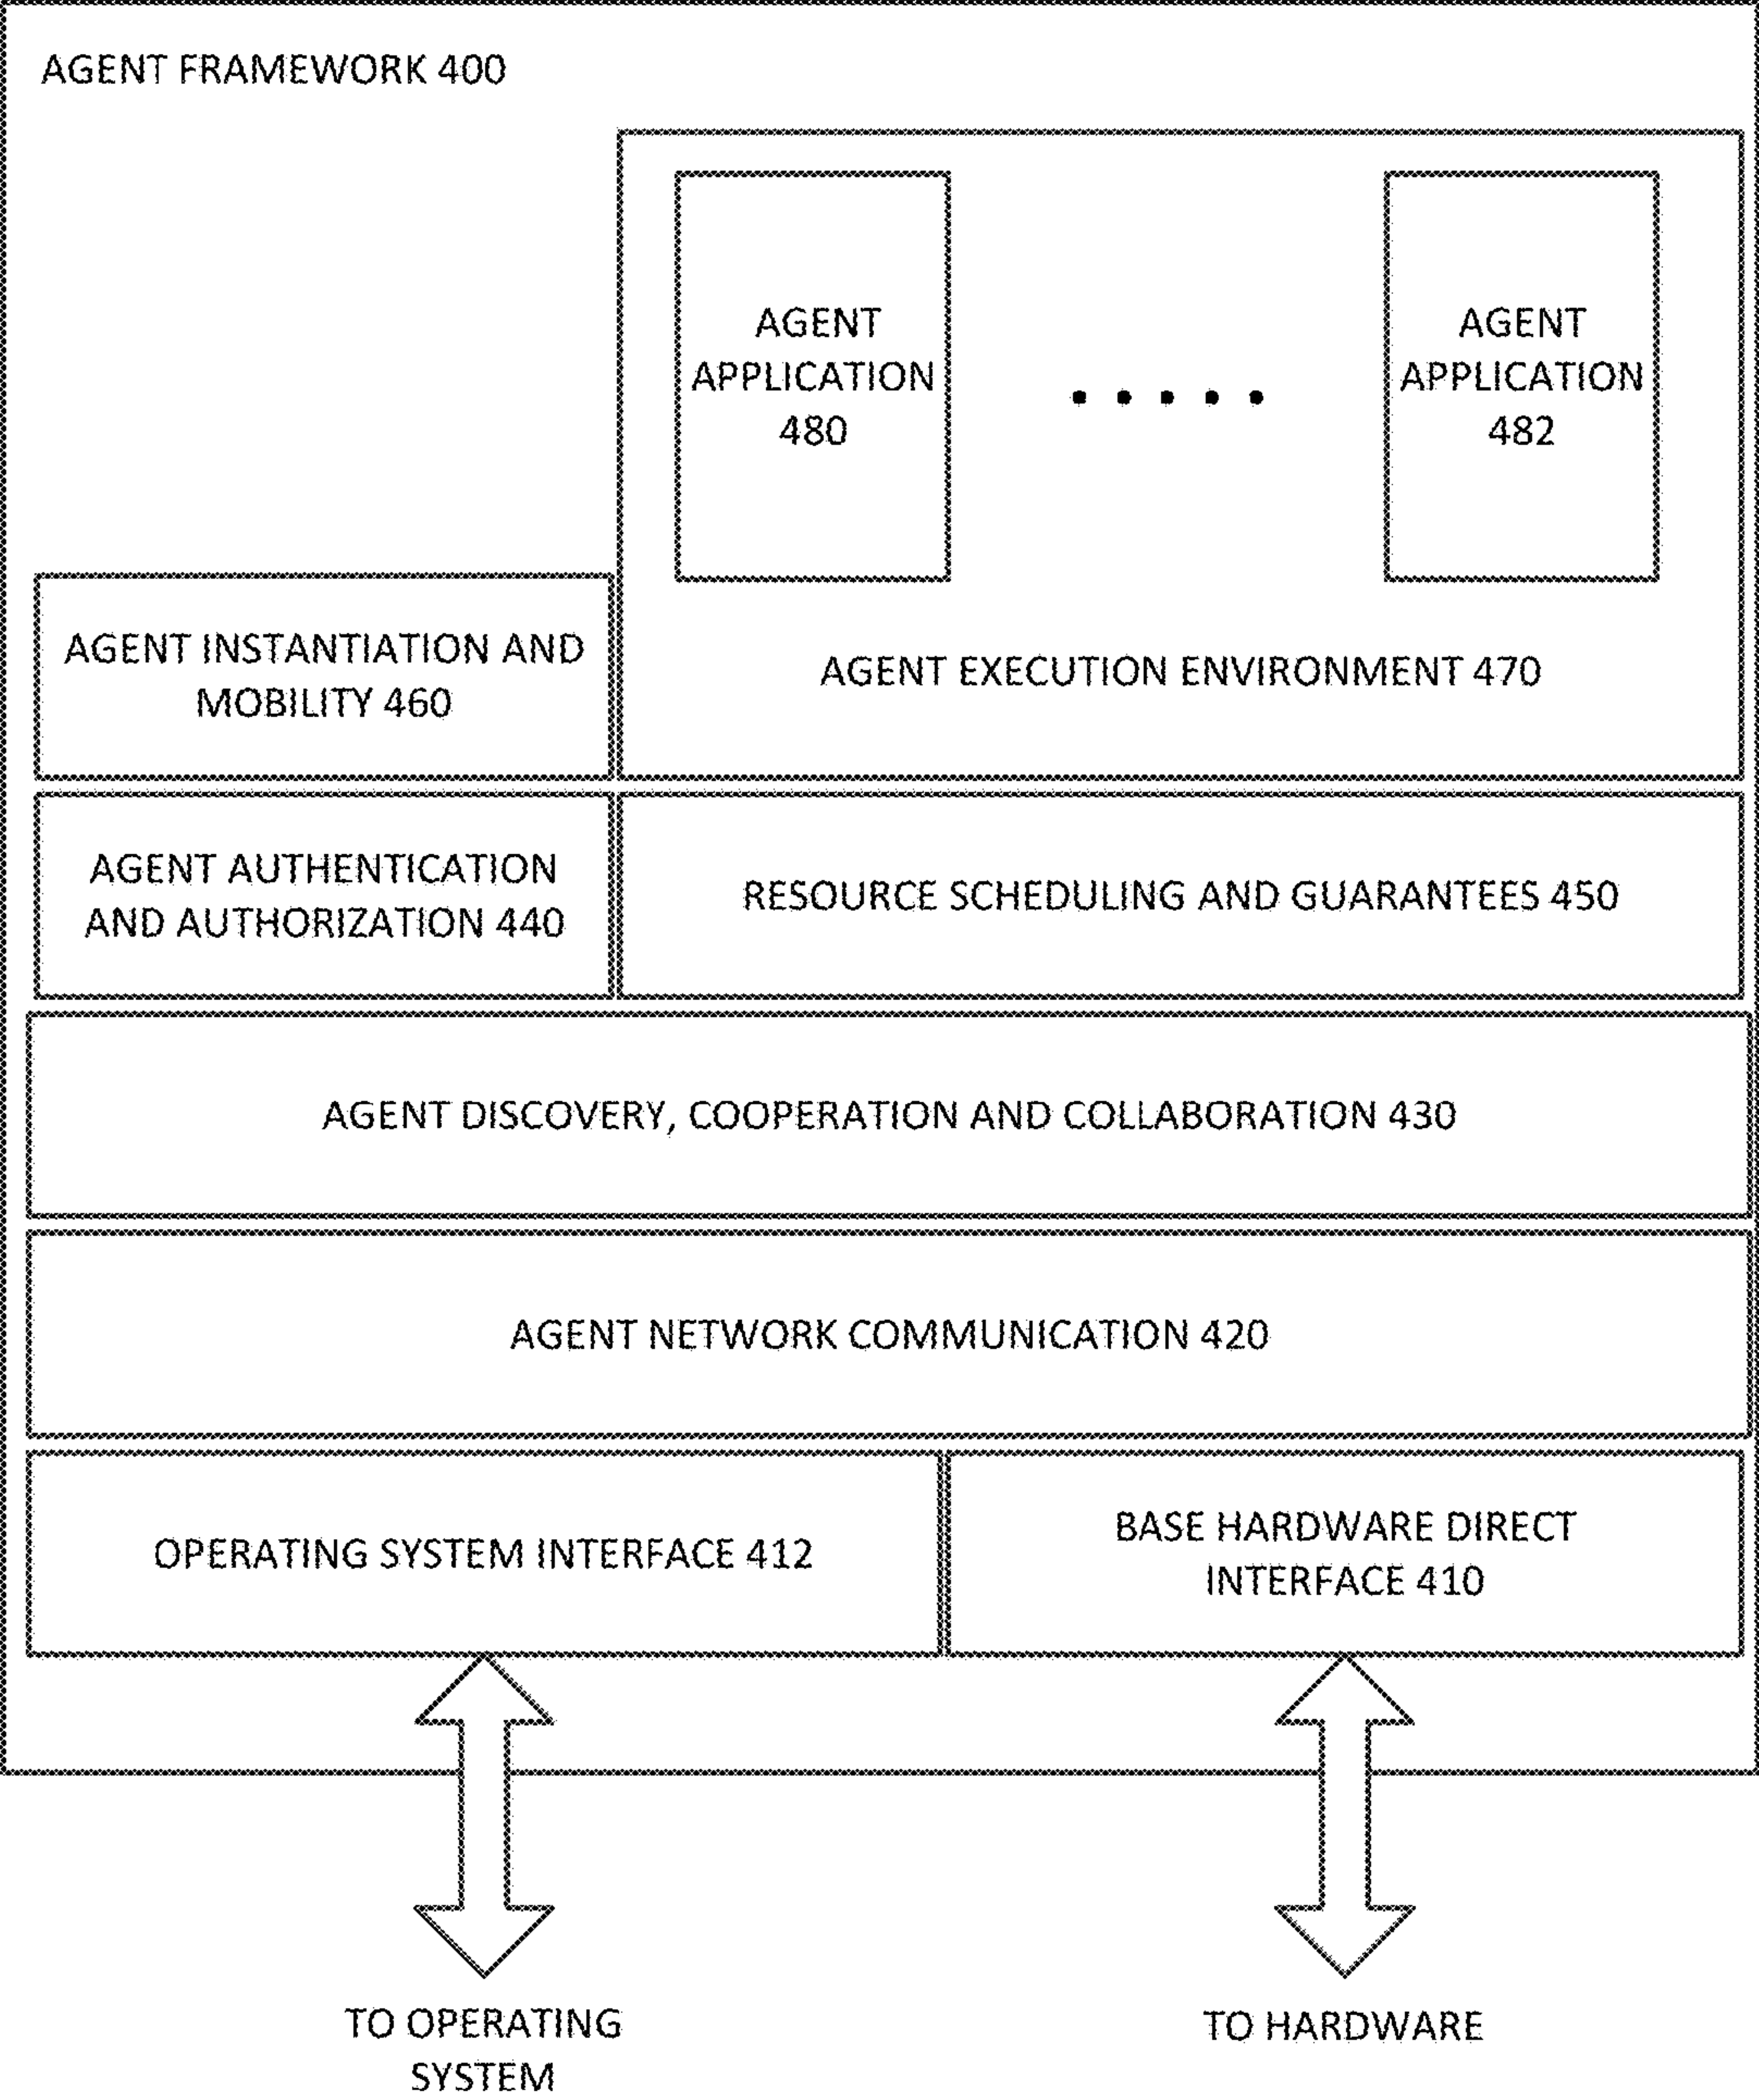 AGENT FRAMEWORK 400
AGENT
APPLICATION
480
AGENT
APPLICATION
482
AGENT INSTANTIATION AND
MOBILITY 460
AGENT EXECUTION ENVIRONMENT 470
AGENT AUTHENTICATION
AND AUTHORIZATION 440
RESOURCE SCHEDULING AND GUARANTEES 450
AGENT DISCOVERY, COOPERATION AND COLLABORATION 430
AGENT NETWORK COMMUNICATION 420
OPERATING SYSTEM INTERFACE 412
BASE HARDWARE DIRECT
INTERFACE 410
TO OPERATING
SYSTEM
TO HARDWARE